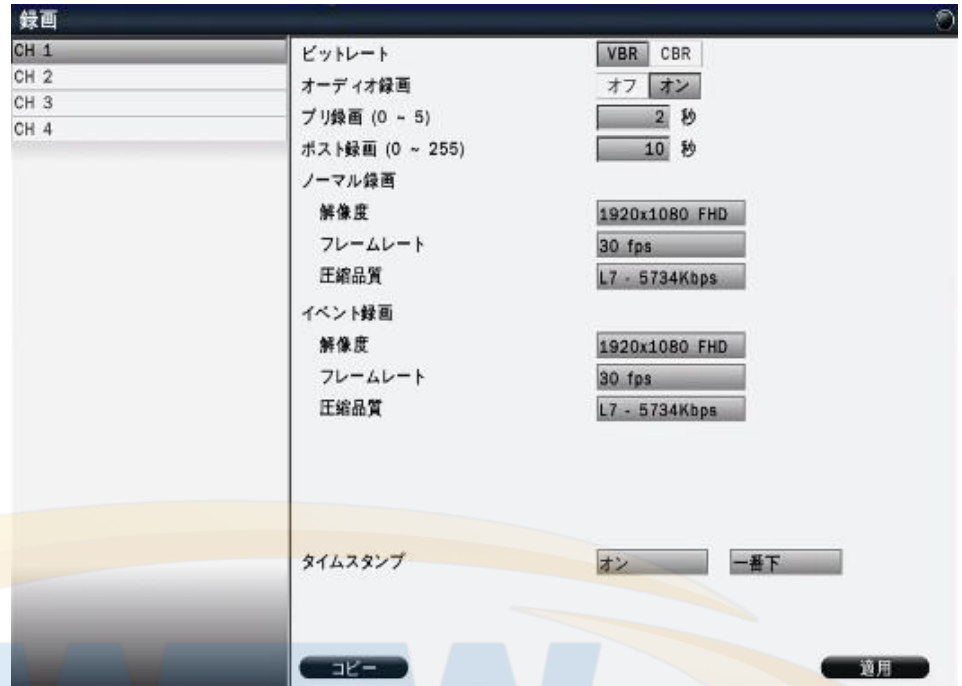 録画
CH 1
CH 2
CH 3
CH 4
ビットレート VBR CBR
オーディオ録画 オフ オン
プリ録画 (0 ~ 5) 2 秒
ポスト録画 (0 ~ 255) 10 秒
ノーマル録画
解像度 1920x1080 FHD
フレームレート 30 fps
圧縮品質 L7 - 5734Kbps
イベント録画
解像度 1920x1080 FHD
フレームレート 30 fps
圧縮品質 L7 - 5734Kbps
タイムスタンプ オン 一番下
コピー 適用